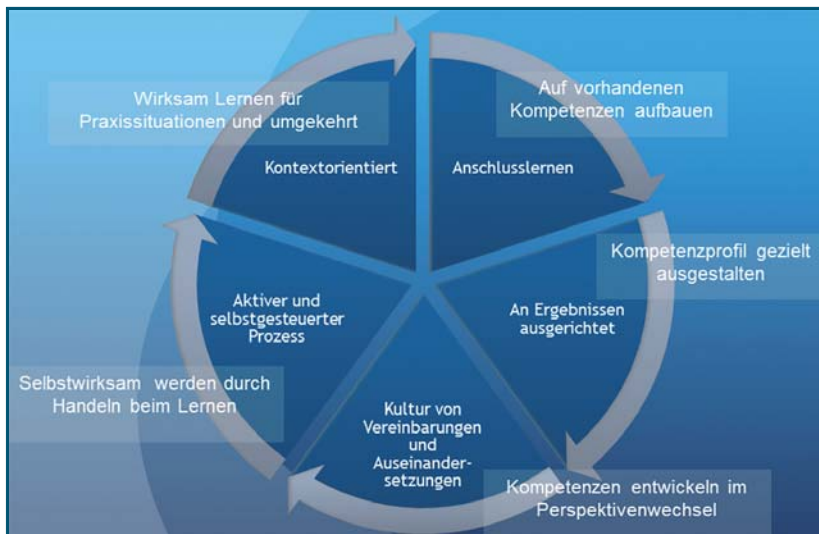 Wirksam Lernen für
Praxissituationen und umgekehrt
Kontextorientiert
Auf vorhandenen
Kompetenzen aufbauen
Anschlusslernen
Kompetenzprofil gezielt
ausgestalten
An Ergebnissen
ausgerichtet
Kompetenzen entwickeln im
Perspektivenwechsel
Kultur von
Vereinbarungen
und
Auseinander-
setzungen
Selbstwirksam werden durch
Handeln beim Lernen
Aktiver und
selbstgesteuerter
Prozess